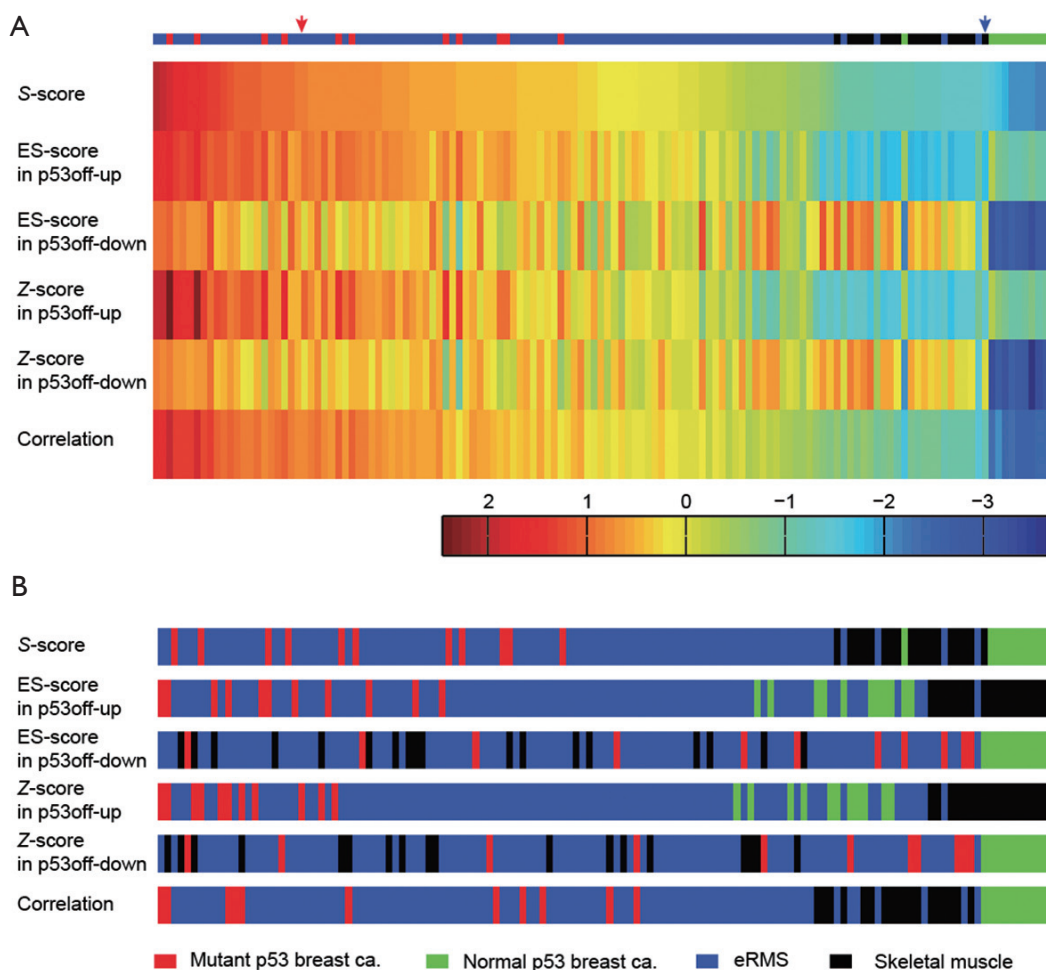 A
S-score
ES-score
in p53off-up
ES-score
in p53off-down
Z-score
in p53off-up
Z-score
in p53off-down
Correlation
2 1 0 −1 −2 −3
B
S-score
ES-score
in p53off-up
ES-score
in p53off-down
Z-score
in p53off-up
Z-score
in p53off-down
Correlation
Mutant p53 breast ca. Normal p53 breast ca. eRMS Skeletal muscle